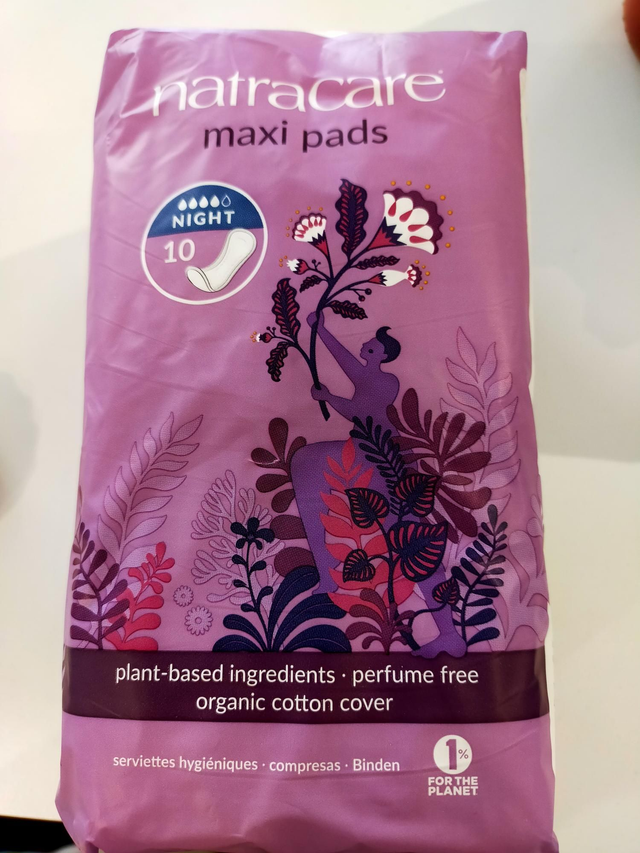 natracare
maxi pads
NIGHT
10
plant-based ingredients · perfume free
organic cotton cover
serviettes hygiéniques · compresas · Binden
1%
FOR THE
PLANET